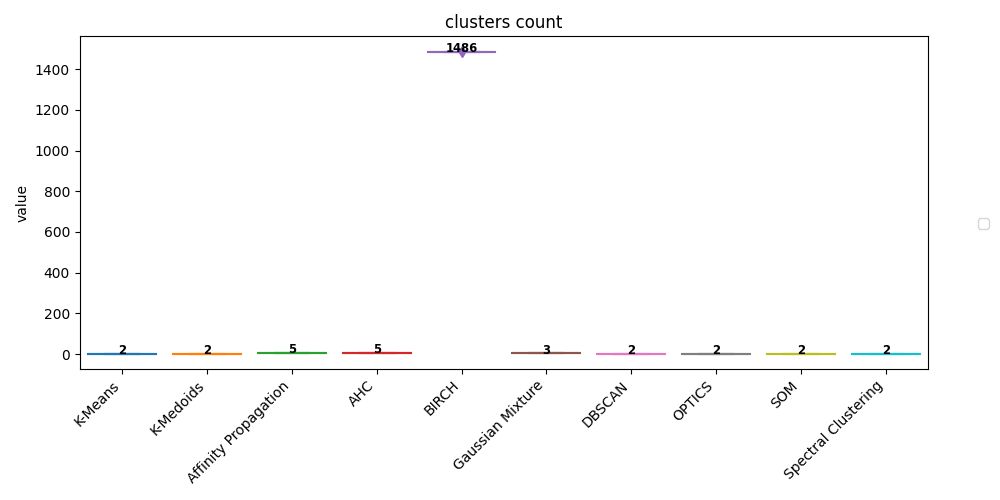 clusters count
value
1400
1200
1000
800
600
400
200
0
2
2
5
5
1486
3
2
2
2
2
K-Means
K-Medoids
Affinity Propagation
AHC
BIRCH
Gaussian Mixture
DBSCAN
OPTICS
SOM
Spectral Clustering